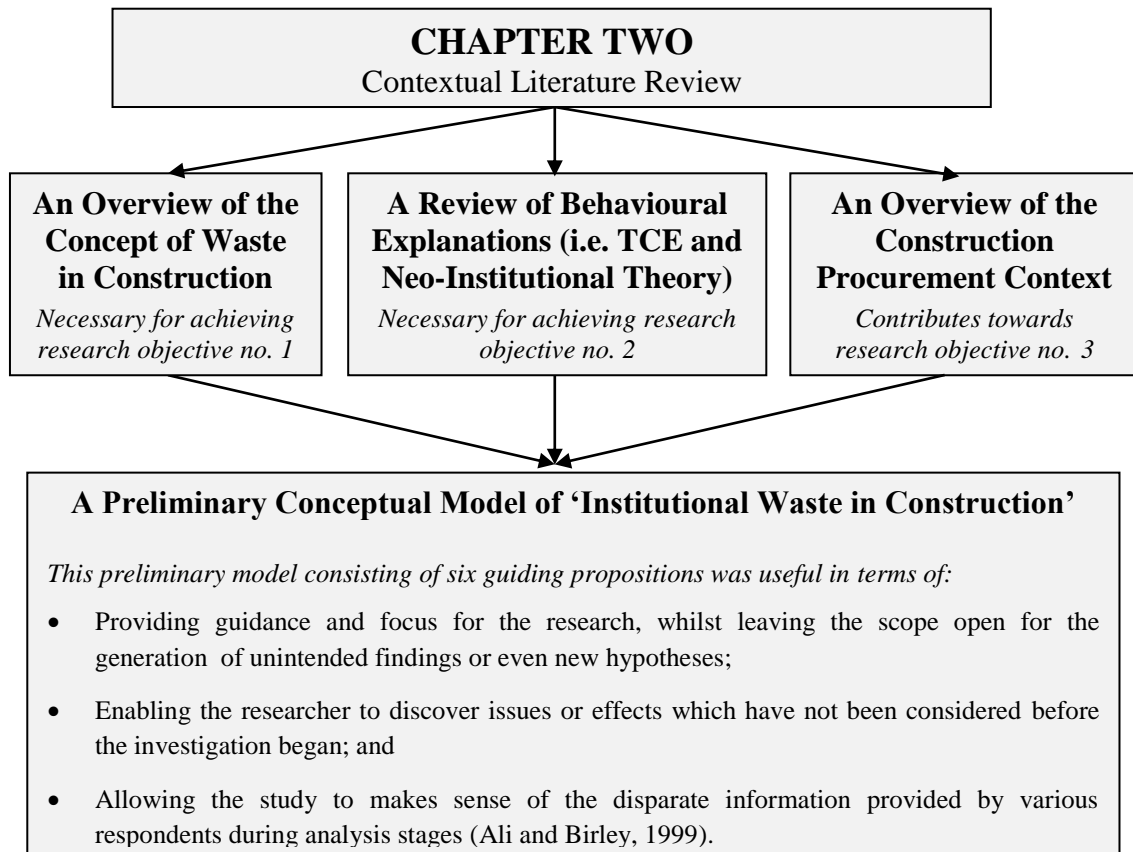 CHAPTER TWO
Contextual Literature Review
An Overview of the
Concept of Waste
in Construction
Necessary for achieving
research objective no. 1
A Review of Behavioural
Explanations (i.e. TCE and
Neo-Institutional Theory)
Necessary for achieving research
objective no. 2
An Overview of the
Construction
Procurement Context
Contributes towards
research objective no. 3
A Preliminary Conceptual Model of ‘Institutional Waste in Construction’
This preliminary model consisting of six guiding propositions was useful in terms of:
• Providing guidance and focus for the research, whilst leaving the scope open for the
generation of unintended findings or even new hypotheses;
• Enabling the researcher to discover issues or effects which have not been considered before
the investigation began; and
• Allowing the study to makes sense of the disparate information provided by various
respondents during analysis stages (Ali and Birley, 1999).